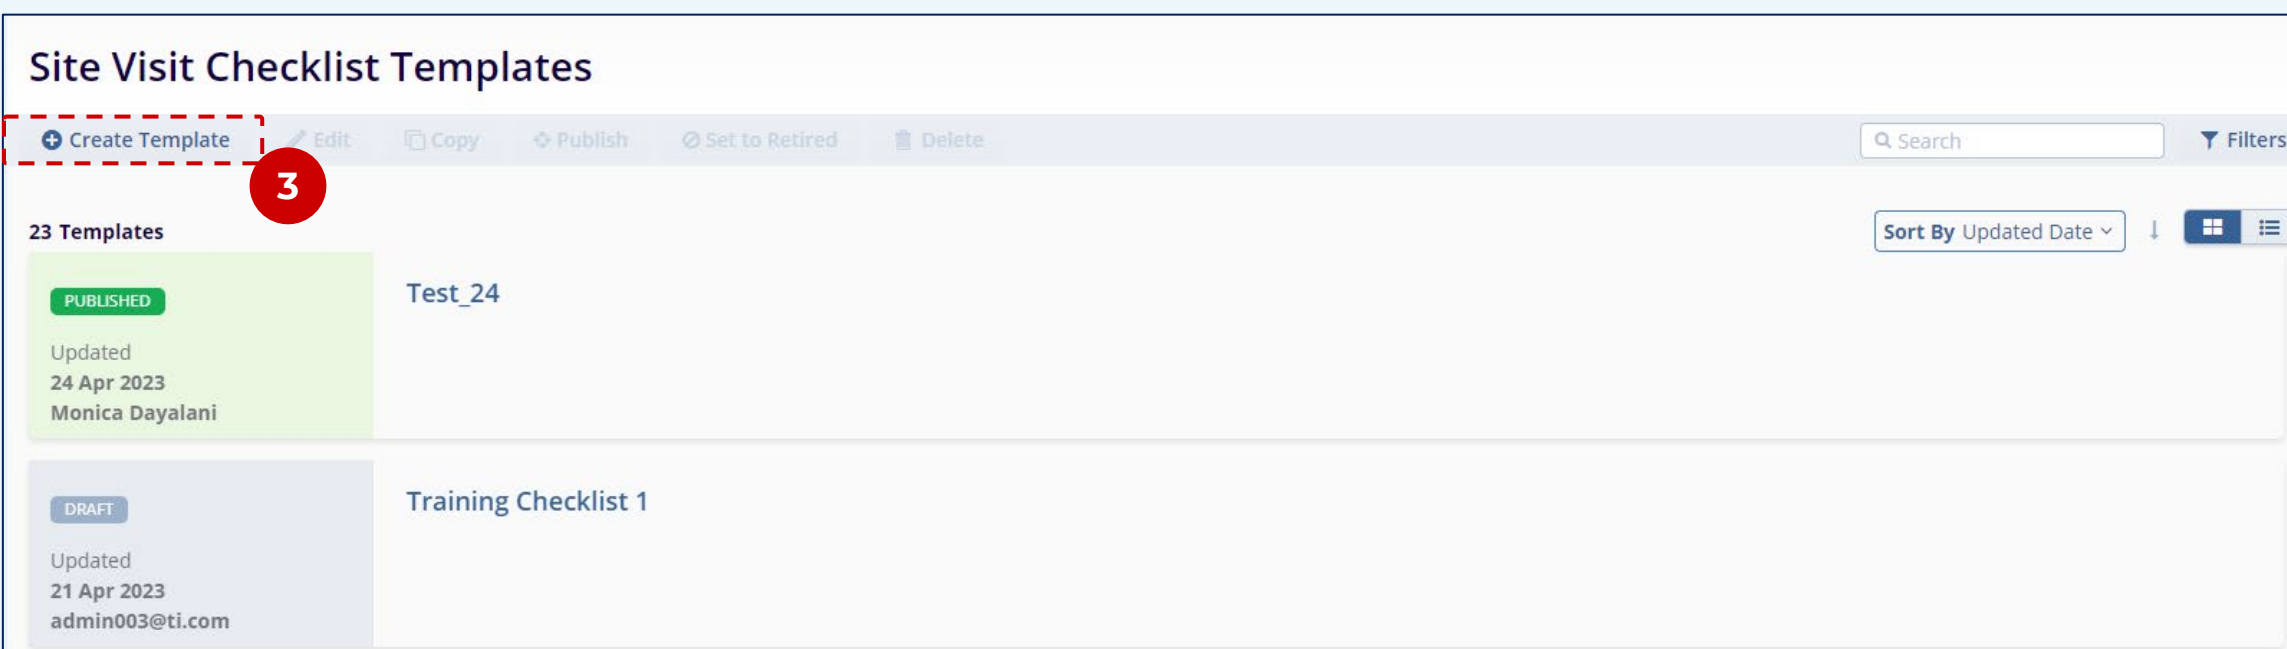 Site Visit Checklist Templates
Create Template Edit Copy Publish Set to Retired Delete Search Filters
3
23 Templates Sort By Updated Date
PUBLISHED Test_24
Updated
24 Apr 2023
Monica Dayalani
DRAFT Training Checklist 1
Updated
21 Apr 2023
admin003@ti.com